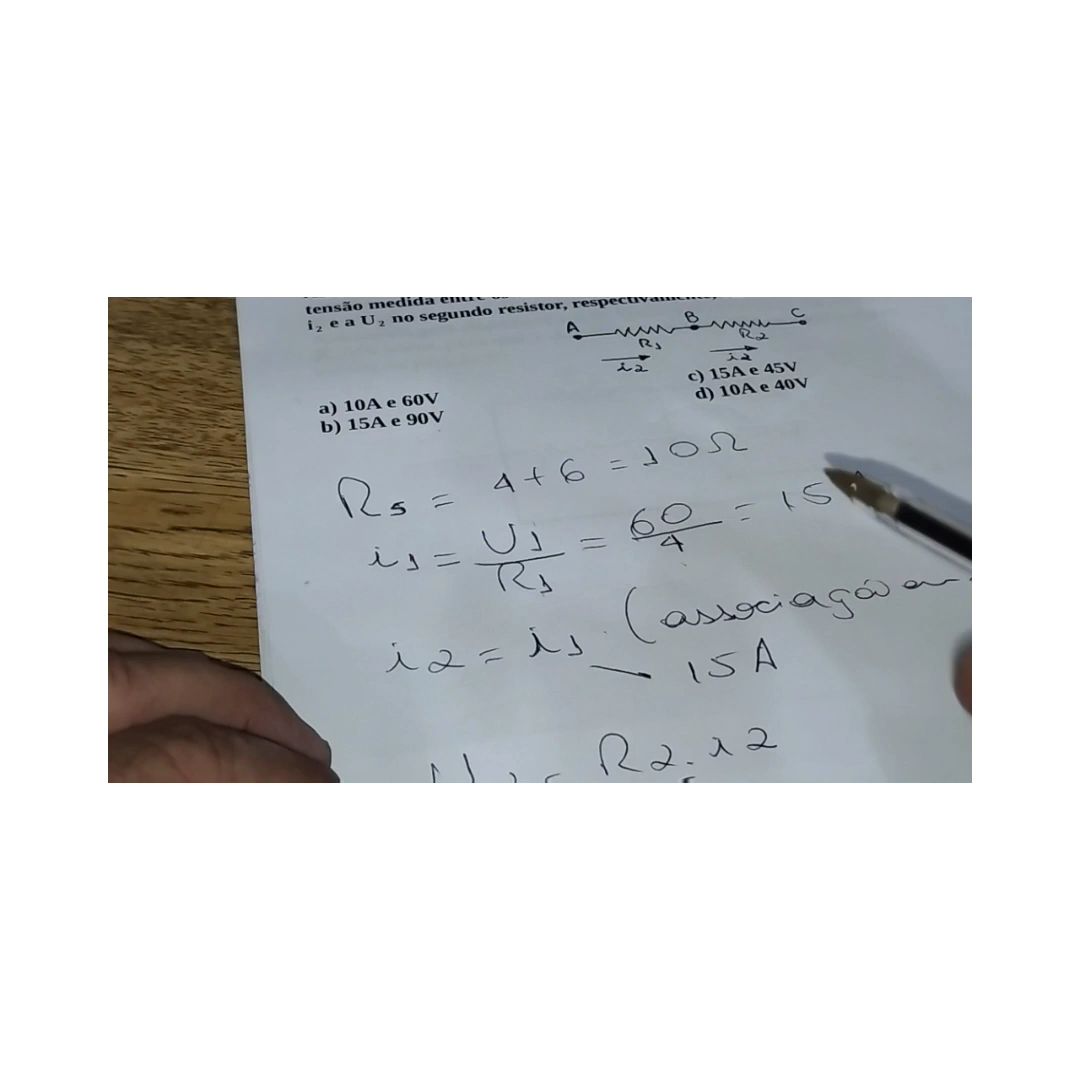 tensão medida
i₂ e a U₂ no segundo resistor,
A B C
R1 R2
i2 i2
a) 10A e 60V
b) 15A e 90V
c) 15A e 45V
d) 10A e 40V
Rs = 4+6 = 10Ω
i1 = U1/R1 = 60/4 = 15
i2 = i1 (associação
15A
R2.i2